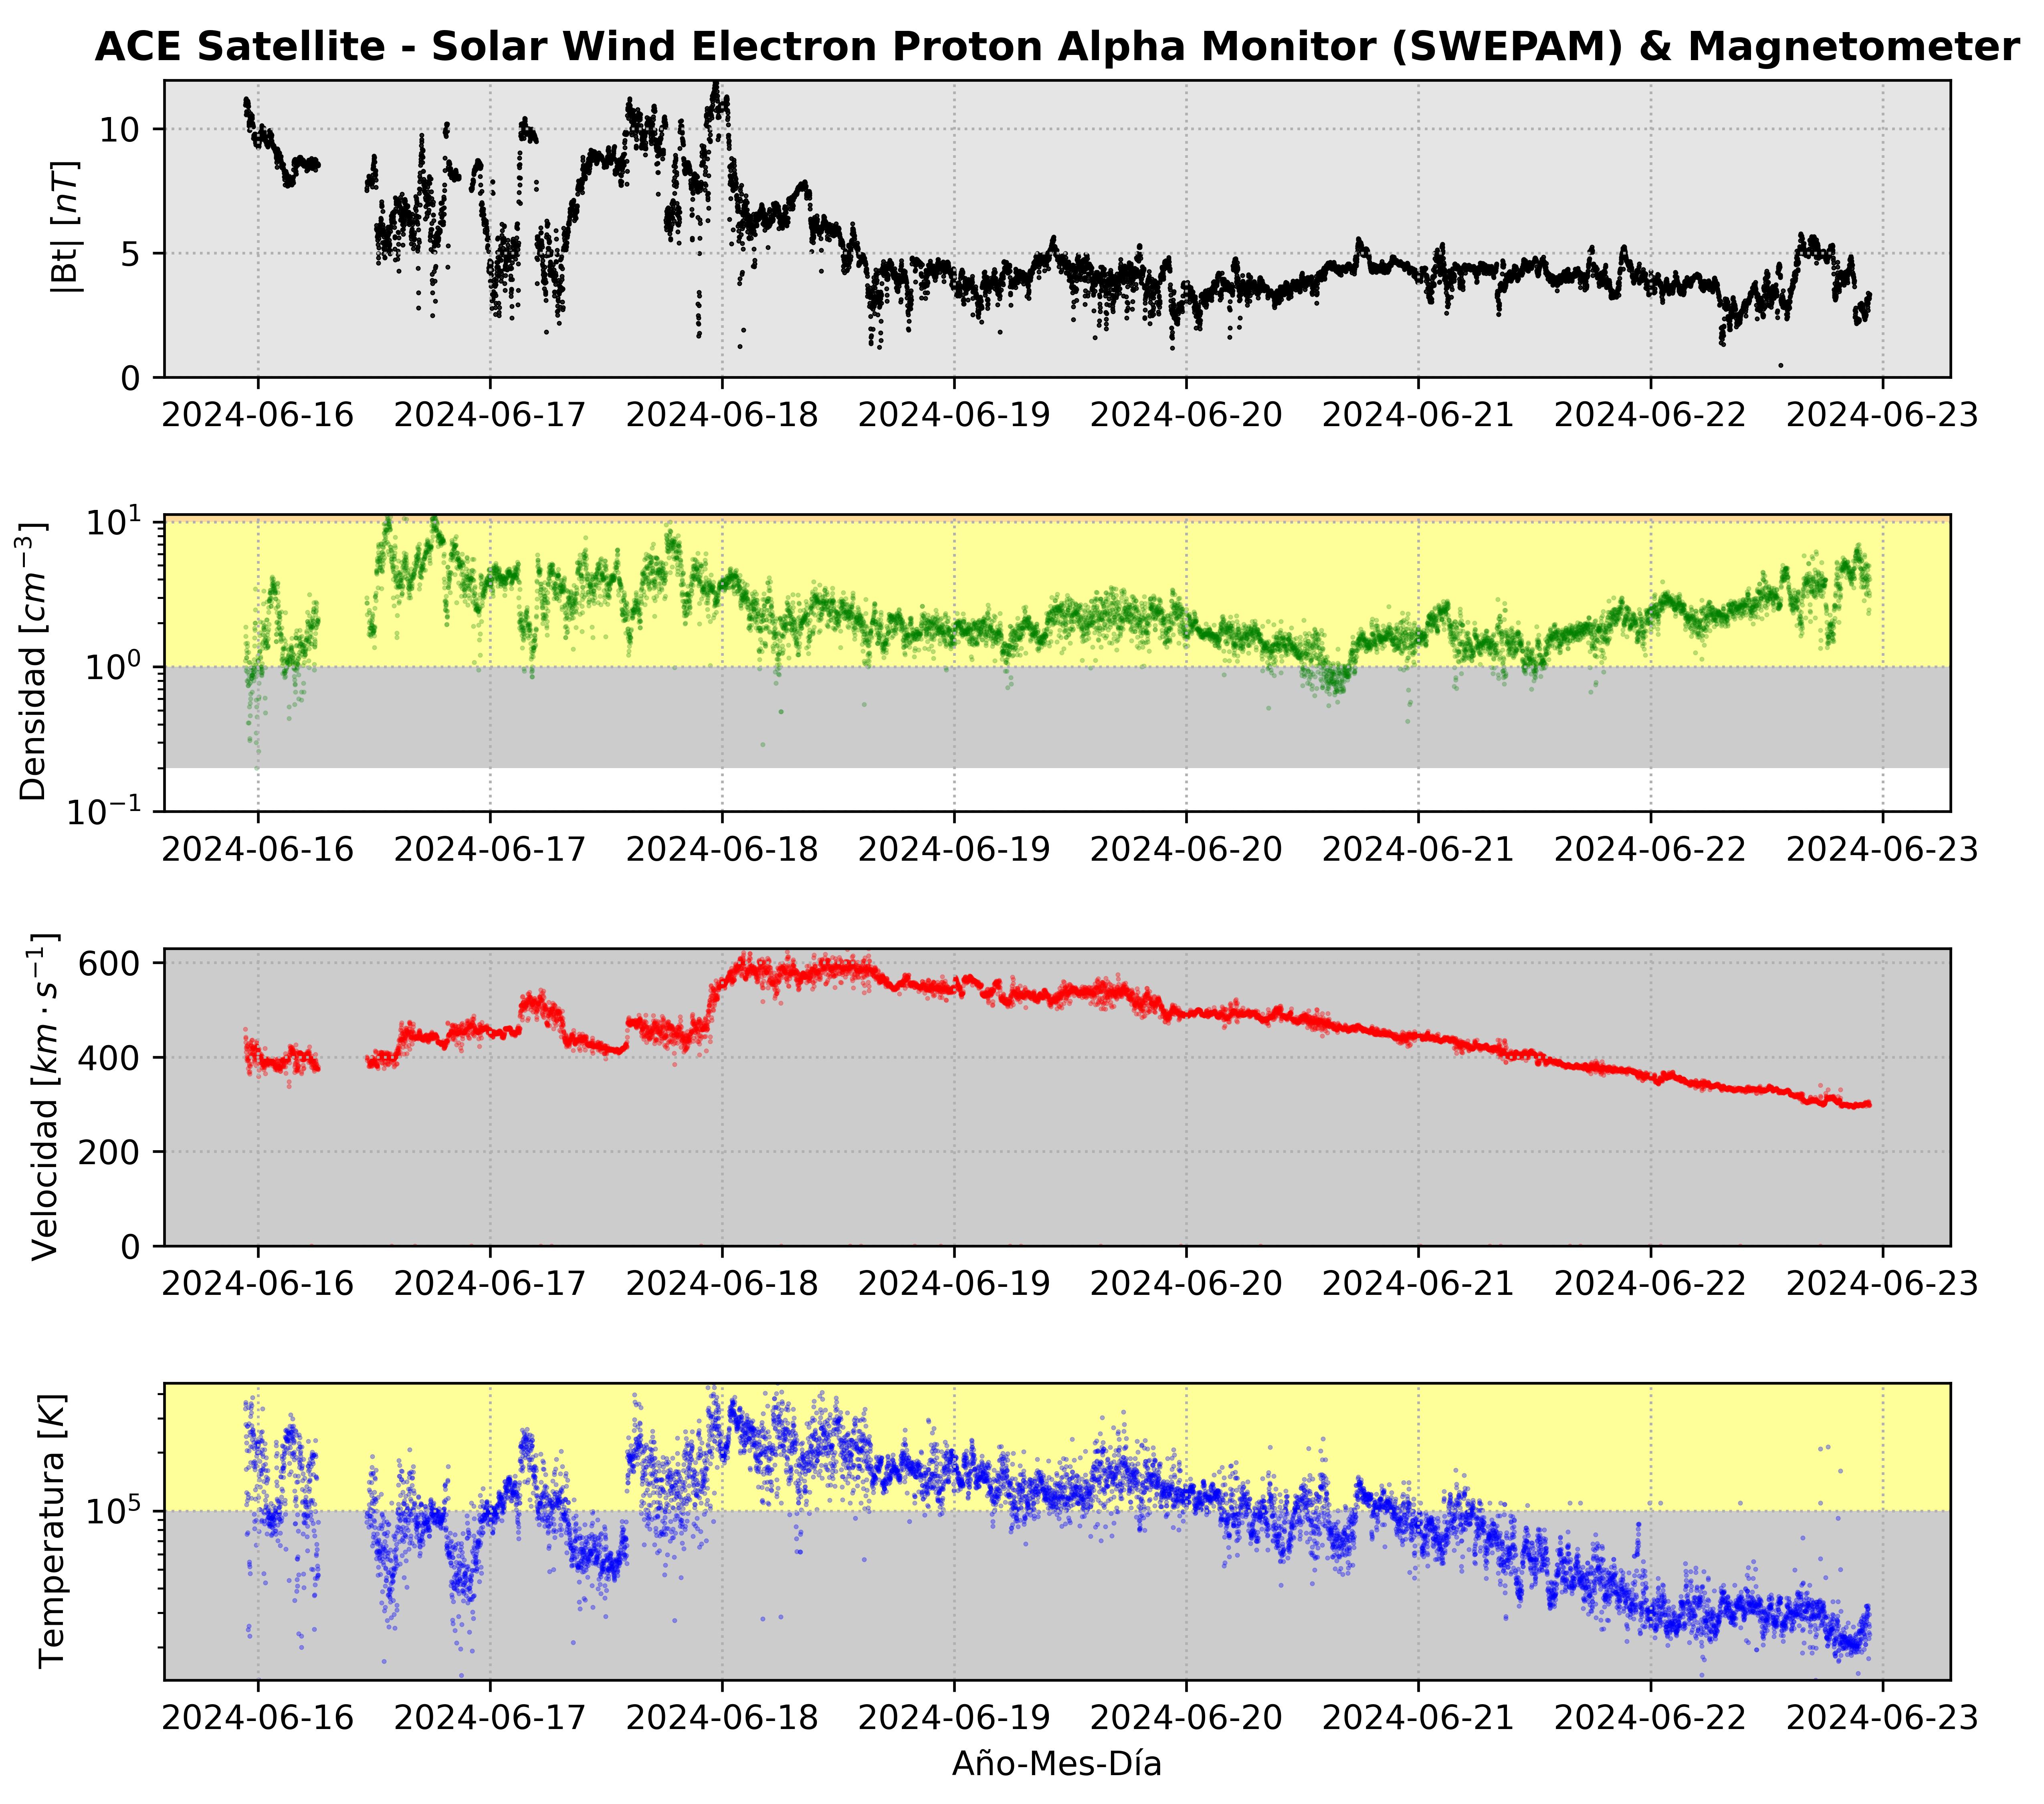 ACE Satellite - Solar Wind Electron Proton Alpha Monitor (SWEPAM) & Magnetometer
|Bt| [nT]
10
5
0
2024-06-16 2024-06-17 2024-06-18 2024-06-19 2024-06-20 2024-06-21 2024-06-22 2024-06-23
Densidad [cm⁻³]
10¹
10⁰
10⁻¹
2024-06-16 2024-06-17 2024-06-18 2024-06-19 2024-06-20 2024-06-21 2024-06-22 2024-06-23
Velocidad [km · s⁻¹]
600
400
200
0
2024-06-16 2024-06-17 2024-06-18 2024-06-19 2024-06-20 2024-06-21 2024-06-22 2024-06-23
Temperatura [K]
10⁵
2024-06-16 2024-06-17 2024-06-18 2024-06-19 2024-06-20 2024-06-21 2024-06-22 2024-06-23
Año-Mes-Día